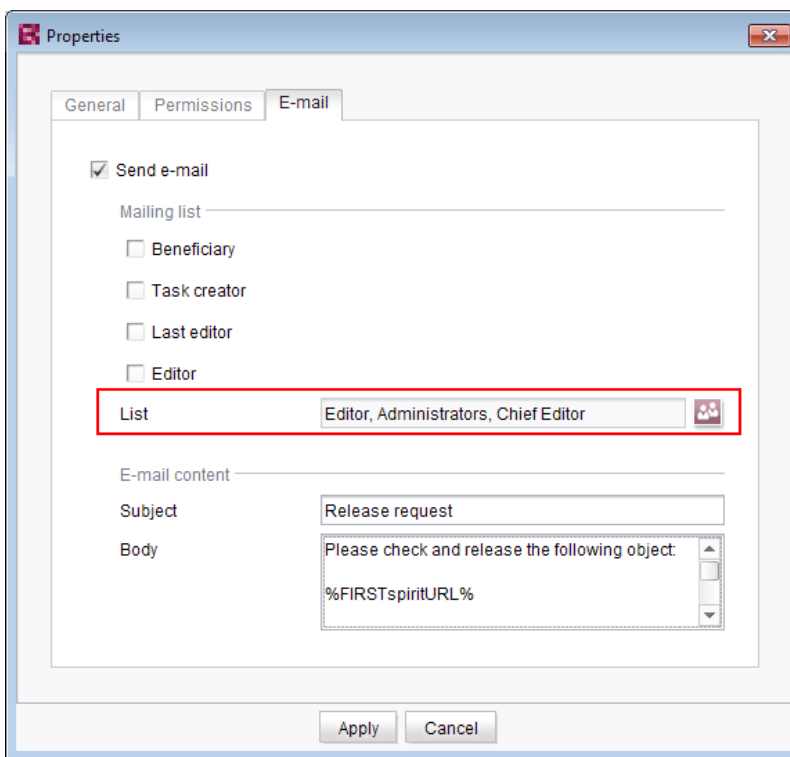 Properties
General Permissions E-mail
Send e-mail
Mailing list
Beneficiary
Task creator
Last editor
Editor
List Editor, Administrators, Chief Editor
E-mail content
Subject Release request
Body Please check and release the following object:
%FIRSTspiritURL%
Apply Cancel